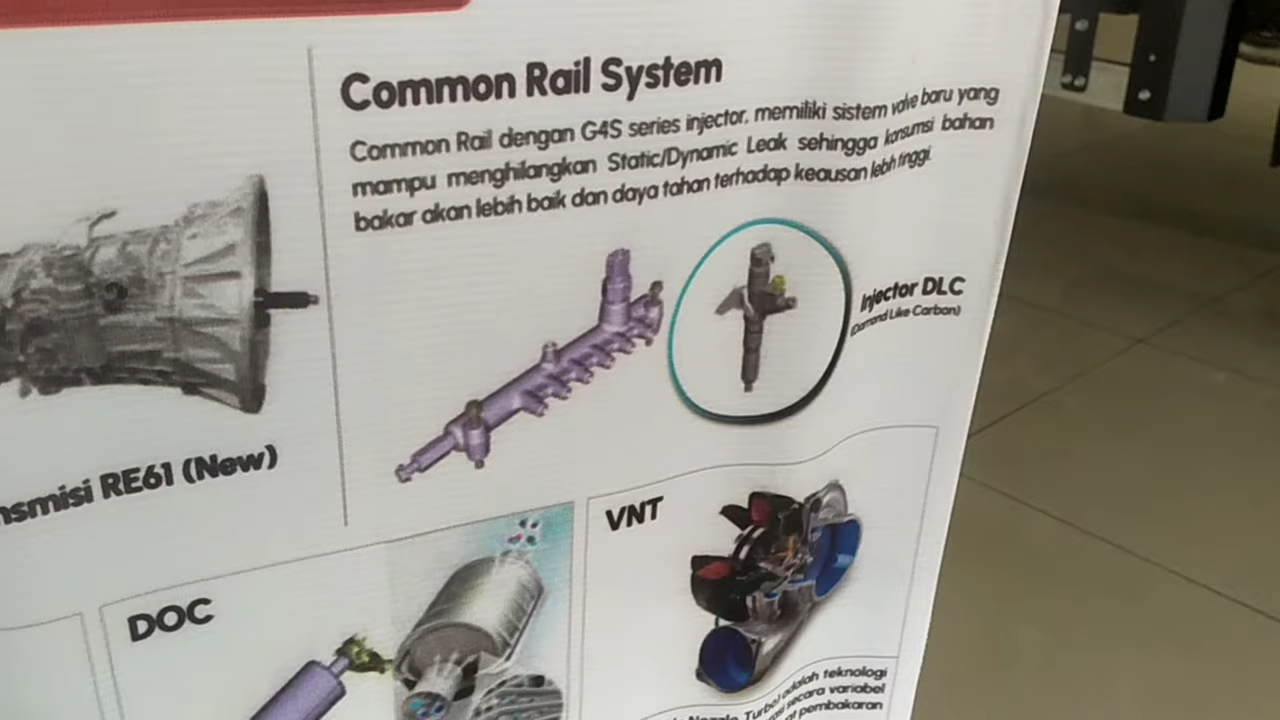 Common Rail System
Common Rail dengan G4S series injector, memiliki sistem valve baru yang
mampu menghilangkan Static/Dynamic Leak sehingga konsumsi bahan
bakar akan lebih baik dan daya tahan terhadap keausan lebih tinggi.
Injector DLC
(Diamond Like Carbon)
nsmisi RE61 (New)
VNT
DOC
Nozzle Turbo) adalah teknologi
secara variabel
pembakaran